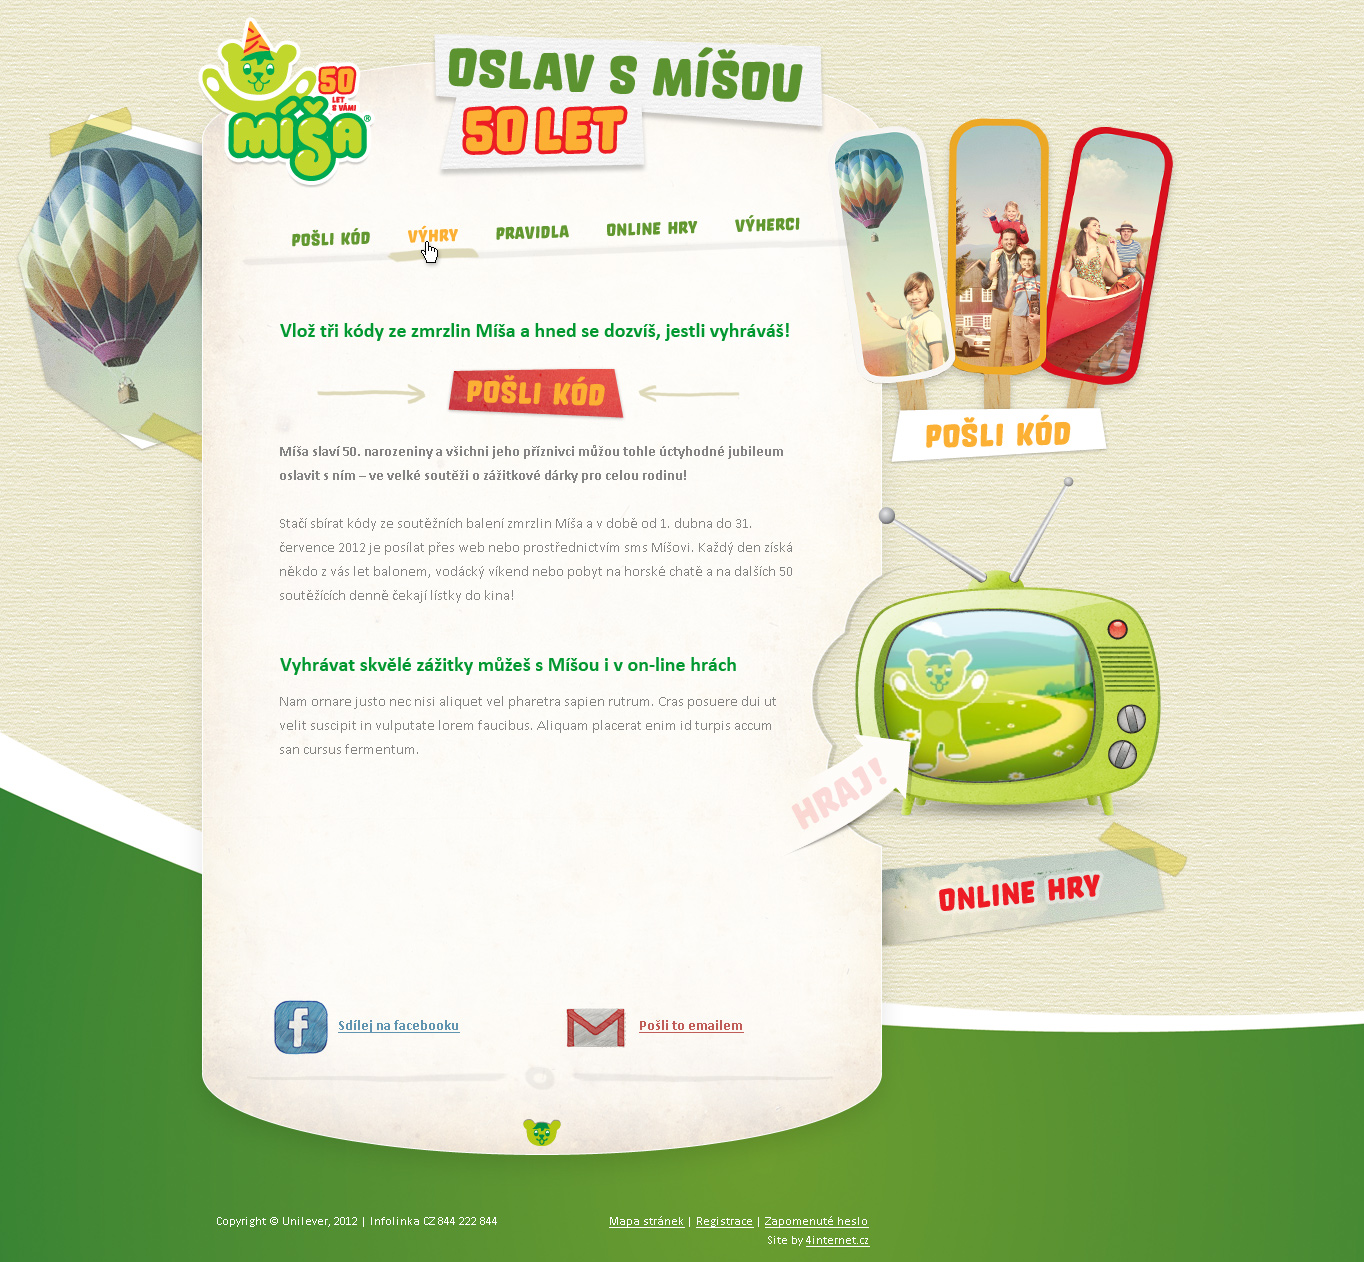 50
LET
S VÁMI
MÍŠA®
OSLAV S MÍŠOU
50 LET
POŠLI KÓD
VÝHRY
PRAVIDLA
ONLINE HRY
VÝHERCI
Vlož tři kódy ze zmrzlin Míša a hned se dozvíš, jestli vyhráváš!
POŠLI KÓD
POŠLI KÓD
Míša slaví 50. narozeniny a všichni jeho příznivci můžou tohle úctyhodné jubileum
oslavit s ním – ve velké soutěži o zážitkové dárky pro celou rodinu!
Stačí sbírat kódy ze soutěžních balení zmrzlin Míša a v době od 1. dubna do 31.
července 2012 je posílat přes web nebo prostřednictvím sms Míšovi. Každý den získá
někdo z vás let balonem, vodácký víkend nebo pobyt na horské chatě a na dalších 50
soutěžících denně čekají lístky do kina!
Vyhrávat skvělé zážitky můžeš s Míšou i v on-line hrách
Nam ornare justo nec nisi aliquet vel pharetra sapien rutrum. Cras posuere dui ut
velit suscipit in vulputate lorem faucibus. Aliquam placerat enim id turpis accum
san cursus fermentum.
HRAJ!
ONLINE HRY
f
Sdílej na facebooku
Pošli to emailem
Copyright © Unilever, 2012 | Infolinka CZ 844 222 844
Mapa stránek | Registrace | Zapomenuté heslo
Site by 4internet.cz